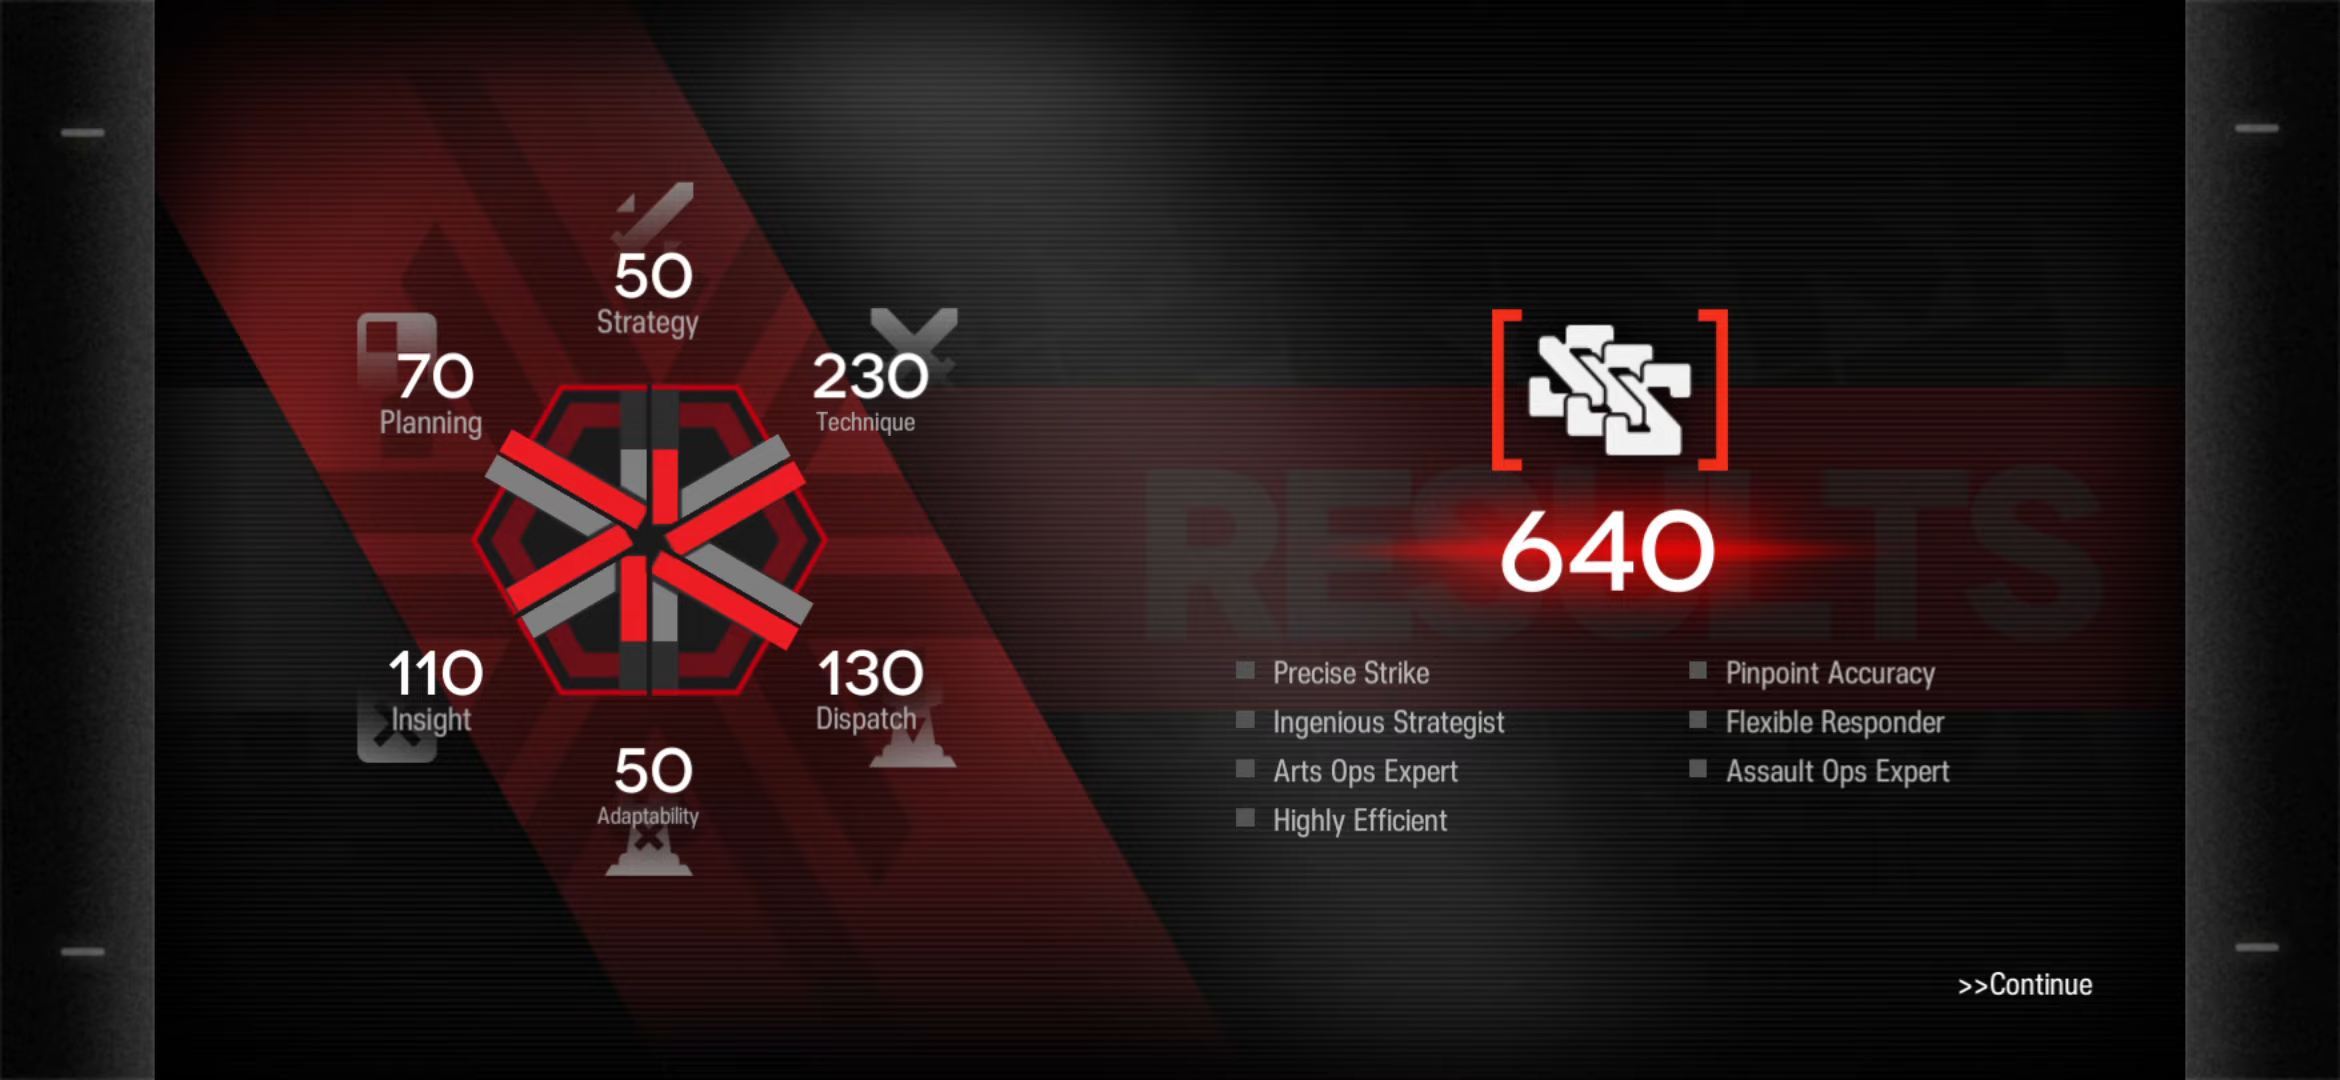 50
Strategy
70
Planning
230
Technique
110
Insight
130
Dispatch
50
Adaptability
RESULTS
640
Precise Strike
Pinpoint Accuracy
Ingenious Strategist
Flexible Responder
Arts Ops Expert
Assault Ops Expert
Highly Efficient
>>Continue